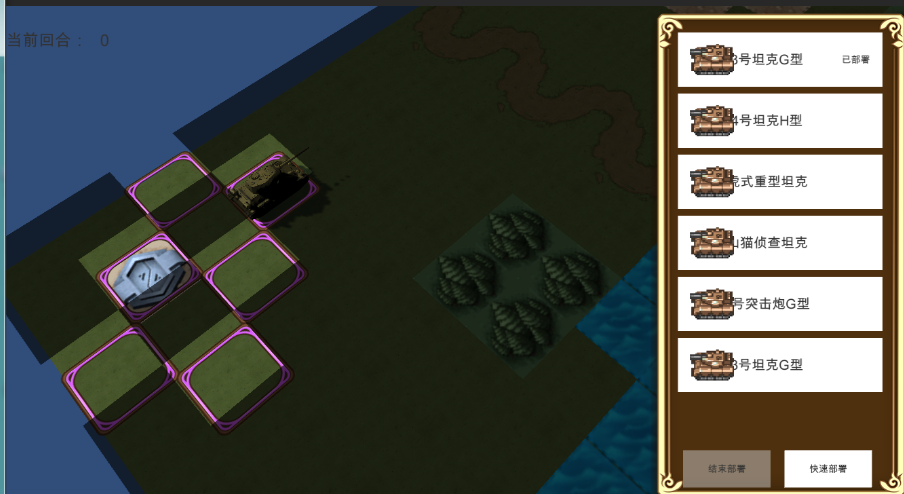 当前回合： 0
3号坦克G型 已部署
4号坦克H型
虎式重型坦克
山猫侦查坦克
号突击炮G型
3号坦克G型
结束部署 快速部署